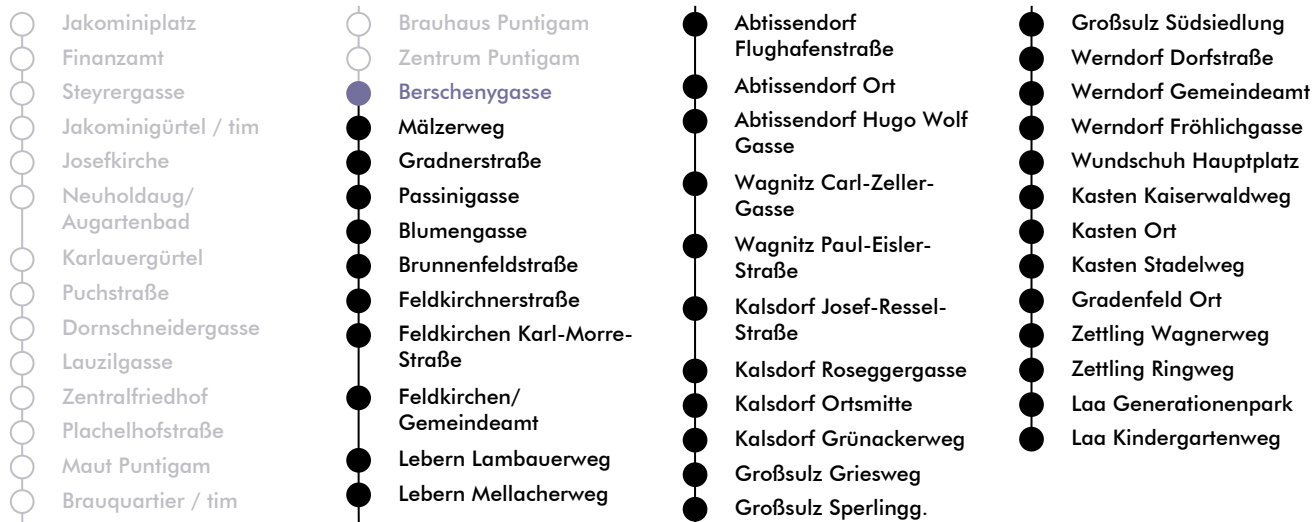 Jakominiplatz
Finanzamt
Steyrergasse
Jakominigürtel / tim
Josefkirche
Neuholdaug/
Augartenbad
Karlauergürtel
Puchstraße
Dornschneidergasse
Lauzilgasse
Zentralfriedhof
Plachelhofstraße
Maut Puntigam
Brauquartier / tim
Brauhaus Puntigam
Zentrum Puntigam
Berschenygasse
Mälzerweg
Gradnerstraße
Passinigasse
Blumengasse
Brunnenfeldstraße
Feldkirchnerstraße
Feldkirchen Karl-Morre-
Straße
Feldkirchen/
Gemeindeamt
Lebern Lambauerweg
Lebern Mellacherweg
Abtissendorf
Flughafenstraße
Abtissendorf Ort
Abtissendorf Hugo Wolf
Gasse
Wagnitz Carl-Zeller-
Gasse
Wagnitz Paul-Eisler-
Straße
Kalsdorf Josef-Ressel-
Straße
Kalsdorf Roseggergasse
Kalsdorf Ortsmitte
Kalsdorf Grünackerweg
Großsulz Griesweg
Großsulz Sperlingg.
Großsulz Südsiedlung
Werndorf Dorfstraße
Werndorf Gemeindeamt
Werndorf Fröhlichgasse
Wundschuh Hauptplatz
Kasten Kaiserwaldweg
Kasten Ort
Kasten Stadelweg
Gradenfeld Ort
Zettling Wagnerweg
Zettling Ringweg
Laa Generationenpark
Laa Kindergartenweg